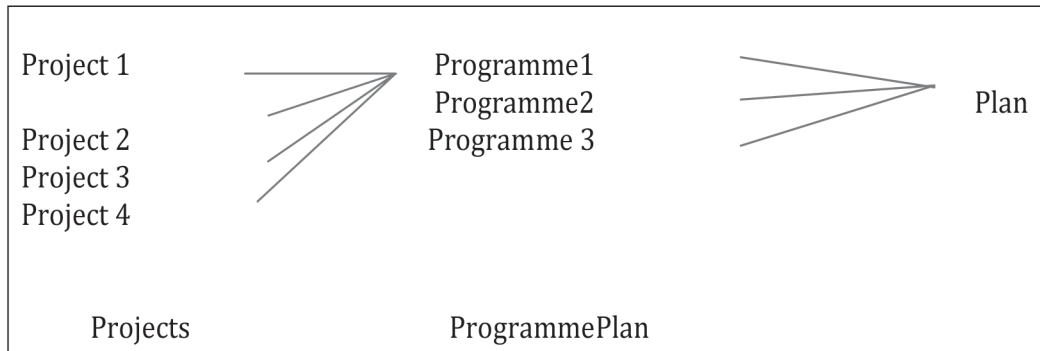 Project 1 Programme1
Programme2 Plan
Project 2 Programme 3
Project 3
Project 4
Projects ProgrammePlan